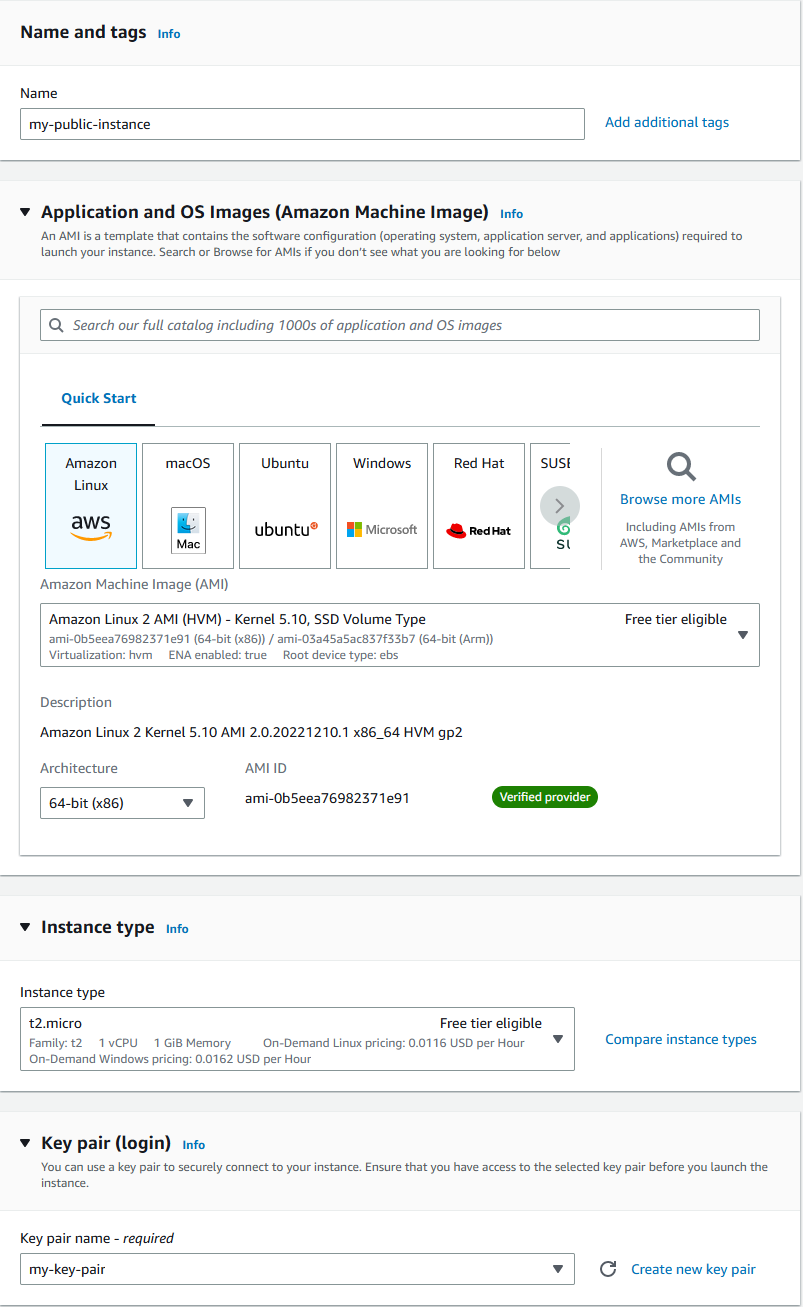 Name and tags Info
Name
my-public-instance
Add additional tags
Application and OS Images (Amazon Machine Image) Info
An AMI is a template that contains the software configuration (operating system, application server, and applications) required to
launch your instance. Search or Browse for AMIs if you don't see what you are looking for below
Search our full catalog including 1000s of application and OS images
Quick Start
Amazon
Linux
aws
macOS
Mac
Ubuntu
ubuntu
Windows
Microsoft
Red Hat
Red Hat
SUSE
SU
Browse more AMIs
Including AMIs from
AWS, Marketplace and
the Community
Amazon Machine Image (AMI)
Amazon Linux 2 AMI (HVM) - Kernel 5.10, SSD Volume Type Free tier eligible
ami-0b5eea76982371e91 (64-bit (x86)) / ami-03a45a5ac837f33b7 (64-bit (Arm))
Virtualization: hvm ENA enabled: true Root device type: ebs
Description
Amazon Linux 2 Kernel 5.10 AMI 2.0.20221210.1 x86_64 HVM gp2
Architecture AMI ID
64-bit (x86) ami-0b5eea76982371e91 Verified provider
Instance type Info
Instance type
t2.micro Free tier eligible
Family: t2 1 vCPU 1 GiB Memory On-Demand Linux pricing: 0.0116 USD per Hour
On-Demand Windows pricing: 0.0162 USD per Hour
Compare instance types
Key pair (login) Info
You can use a key pair to securely connect to your instance. Ensure that you have access to the selected key pair before you launch the
instance.
Key pair name - required
my-key-pair
Create new key pair